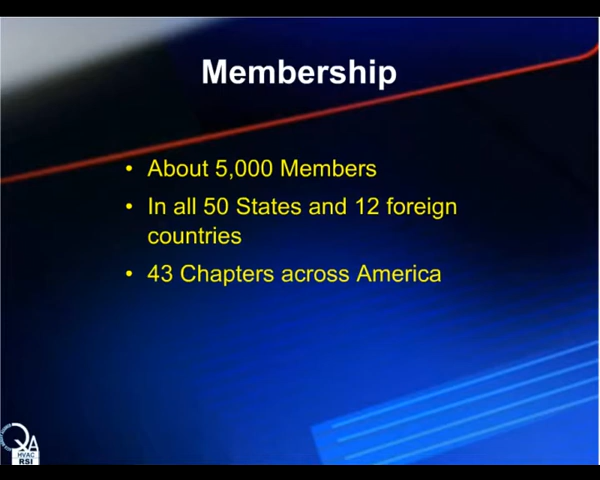 Membership
• About 5,000 Members
• In all 50 States and 12 foreign
countries
• 43 Chapters across America
QA
HVAC
RSI